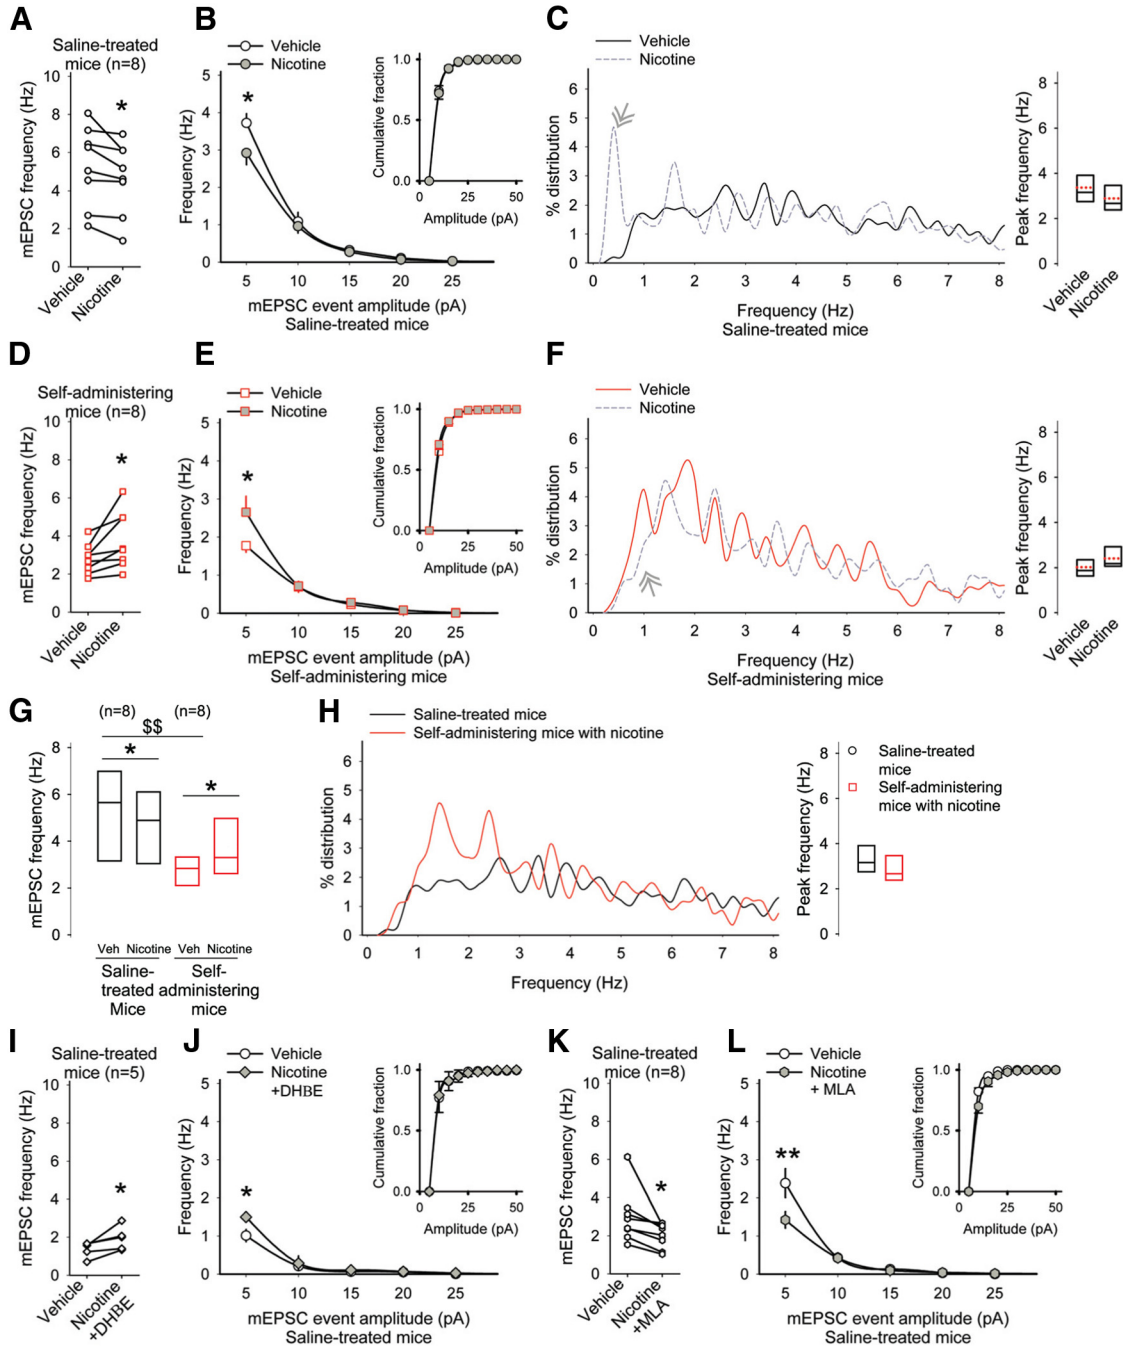 A
Saline-treated
mice (n=8)
mEPSC frequency (Hz)
10
8
6
4
2
0
*
Vehicle
Nicotine
B
Vehicle
Nicotine
Frequency (Hz)
5
4
3
2
1
0
*
5 10 15 20 25
mEPSC event amplitude (pA)
Saline-treated mice
Cumulative fraction
1.0
0.5
0.0
0 25 50
Amplitude (pA)
C
Vehicle
Nicotine
% distribution
6
5
4
3
2
1
0
0 1 2 3 4 5 6 7 8
Frequency (Hz)
Saline-treated mice
Peak frequency (Hz)
8
6
4
2
0
Vehicle
Nicotine
D
Self-administering
mice (n=8)
mEPSC frequency (Hz)
10
8
6
4
2
0
*
Vehicle
Nicotine
E
Vehicle
Nicotine
Frequency (Hz)
5
4
3
2
1
0
*
5 10 15 20 25
mEPSC event amplitude (pA)
Self-administering mice
Cumulative fraction
1.0
0.5
0.0
0 25 50
Amplitude (pA)
F
Vehicle
Nicotine
% distribution
6
5
4
3
2
1
0
0 1 2 3 4 5 6 7 8
Frequency (Hz)
Self-administering mice
Peak frequency (Hz)
8
6
4
2
0
Vehicle
Nicotine
G
(n=8) (n=8)
$$
*
*
mEPSC frequency (Hz)
8
6
4
2
0
Veh Nicotine Veh Nicotine
Saline-
treated
Mice
Self-
administering
mice
H
Saline-treated mice
Self-administering mice with nicotine
% distribution
6
5
4
3
2
1
0
0 1 2 3 4 5 6 7 8
Frequency (Hz)
Peak frequency (Hz)
8
6
4
2
0
Saline-treated
mice
Self-administering
mice with nicotine
I
Saline-treated
mice (n=5)
mEPSC frequency (Hz)
10
8
6
4
2
0
*
Vehicle
Nicotine
+DHBE
J
Vehicle
Nicotine
+DHBE
Frequency (Hz)
5
4
3
2
1
0
*
5 10 15 20 25
mEPSC event amplitude (pA)
Saline-treated mice
Cumulative fraction
1.0
0.5
0.0
0 25 50
Amplitude (pA)
K
Saline-treated
mice (n=8)
mEPSC frequency (Hz)
10
8
6
4
2
0
*
Vehicle
Nicotine
+MLA
L
Vehicle
Nicotine
+ MLA
Frequency (Hz)
5
4
3
2
1
0
**
5 10 15 20 25
mEPSC event amplitude (pA)
Saline-treated mice
Cumulative fraction
1.0
0.5
0.0
0 25 50
Amplitude (pA)